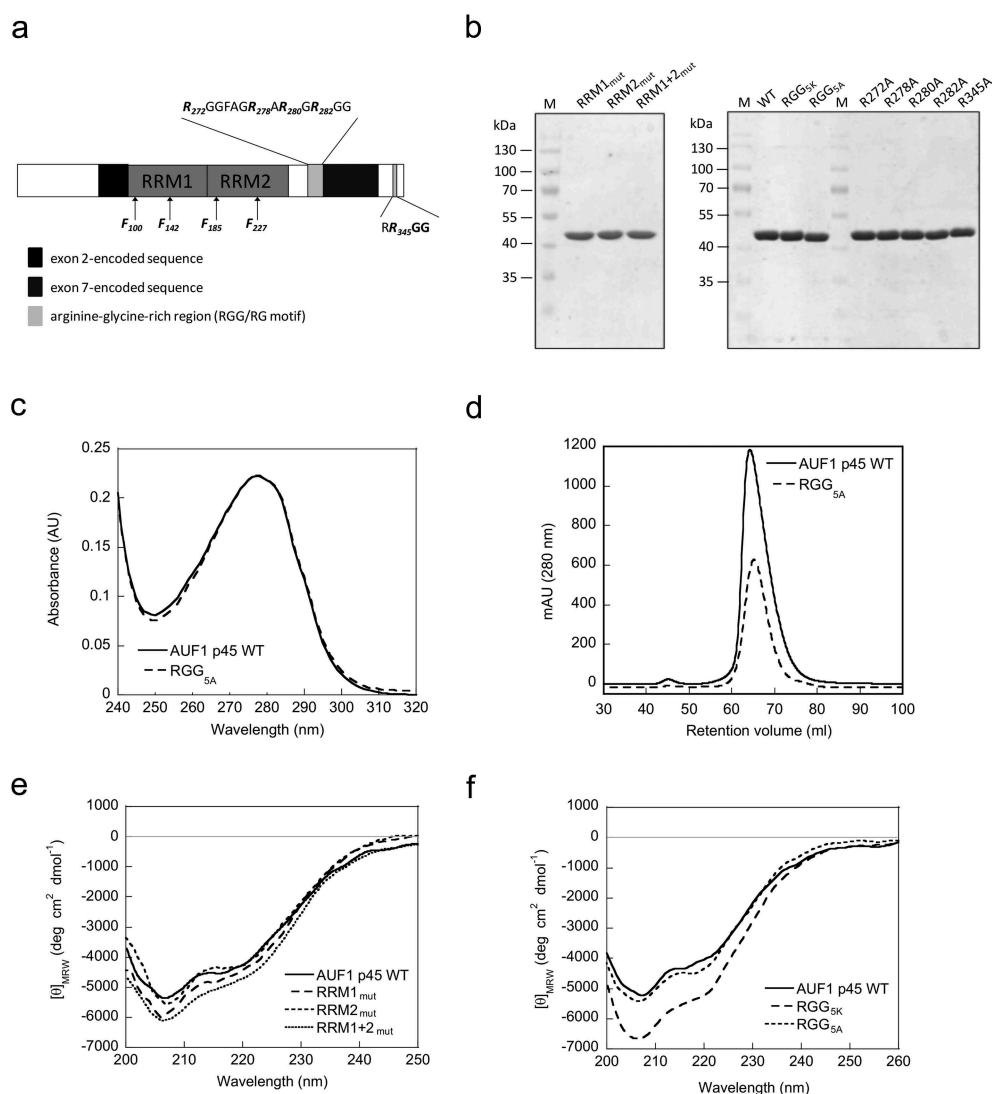 a
R272GGFAGR278AR280GR282GG
RRM1 RRM2
F100 F142 F185 F227
RR345GG
exon 2-encoded sequence
exon 7-encoded sequence
arginine-glycine-rich region (RGG/RG motif)
b
M RRM1mut RRM2mut RRM1+2mut
kDa
130
100
70
55
40
35
M WT RGG5K RGG5A M R272A R278A R280A R282A R345A
kDa
130
100
70
55
40
35
c
0.25
0.2
0.15
0.1
0.05
0
Absorbance (AU)
AUF1 p45 WT
RGG5A
240 250 260 270 280 290 300 310 320
Wavelength (nm)
d
1200
1000
800
600
400
200
0
mAU (280 nm)
AUF1 p45 WT
RGG5A
30 40 50 60 70 80 90 100
Retention volume (ml)
e
1000
0
-1000
-2000
-3000
-4000
-5000
-6000
-7000
[θ]MRW (deg cm2 dmol-1)
AUF1 p45 WT
RRM1mut
RRM2mut
RRM1+2mut
200 210 220 230 240 250
Wavelength (nm)
f
1000
0
-1000
-2000
-3000
-4000
-5000
-6000
-7000
[θ]MRW (deg cm2 dmol-1)
AUF1 p45 WT
RGG5K
RGG5A
200 210 220 230 240 250 260
Wavelength (nm)